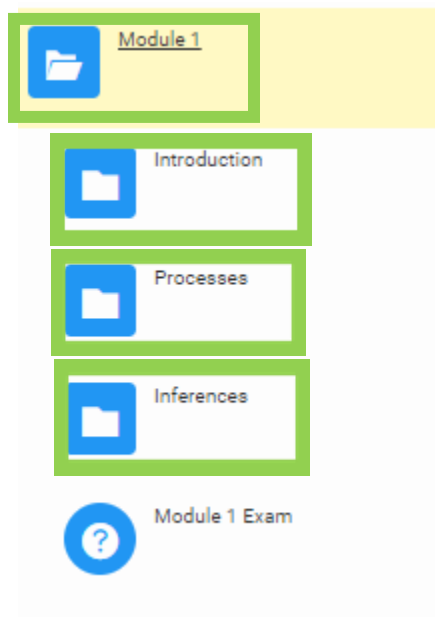 Module 1
Introduction
Processes
Inferences
Module 1 Exam